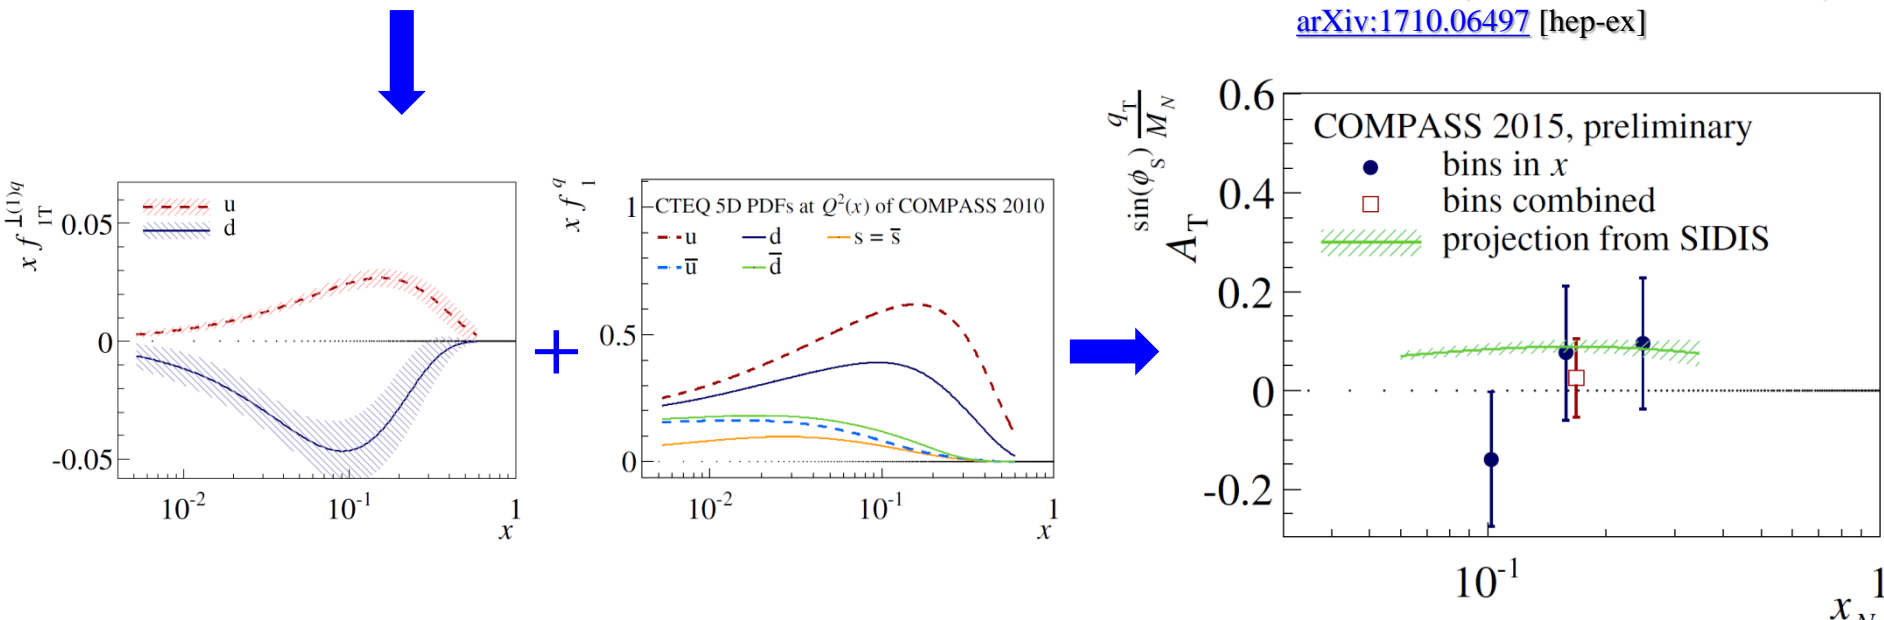 arXiv:1710.06497 [hep-ex]
x f 1T ⊥(1)q
0.05
0
-0.05
u
d
10-2
10-1
1
x
+
x f 1 q
1
0.5
0
CTEQ 5D PDFs at Q2(x) of COMPASS 2010
u
d
s = s̄
ū
d̄
10-2
10-1
1
x
A T sin(ϕS) qT/MN
0.6
0.4
0.2
0
-0.2
COMPASS 2015, preliminary
bins in x
bins combined
projection from SIDIS
10-1
1
xN